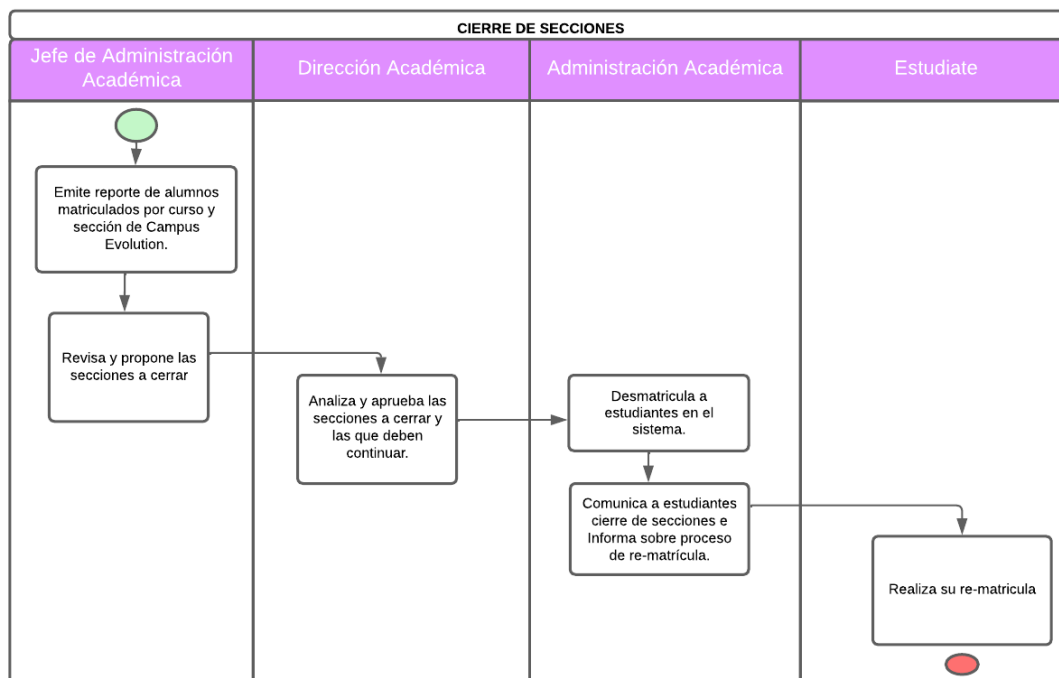 CIERRE DE SECCIONES
Jefe de Administración
Académica
Dirección Académica
Administración Académica
Estudiate
Emite reporte de alumnos
matriculados por curso y
sección de Campus
Evolution.
Revisa y propone las
secciones a cerrar
Analiza y aprueba las
secciones a cerrar y
las que deben
continuar.
Desmatricula a
estudiantes en el
sistema.
Comunica a estudiantes
cierre de secciones e
Informa sobre proceso
de re-matrícula.
Realiza su re-matricula